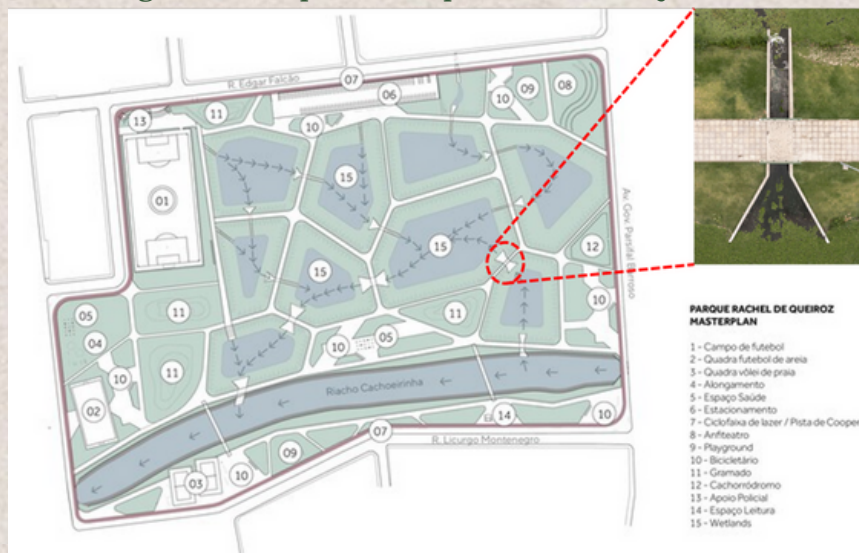 R. Edgar Falcão
07
06
10
09
08
13
11
10
01
15
15
15
12
Av. Gov. Parsifal Barroso
10
11
05
04
10
11
11
05
10
02
Riacho Cachoeirinha
14
10
09
07
R. Licurgo Montenegro
03
10
PARQUE RACHEL DE QUEIROZ
MASTERPLAN
1 - Campo de futebol
2 - Quadra futebol de areia
3 - Quadra vôlei de praia
4 - Alongamento
5 - Espaço Saúde
6 - Estacionamento
7 - Ciclofaixa de lazer / Pista de Cooper
8 - Anfiteatro
9 - Playground
10 - Bicicletário
11 - Gramado
12 - Cachorródromo
13 - Apoio Policial
14 - Espaço Leitura
15 - Wetlands